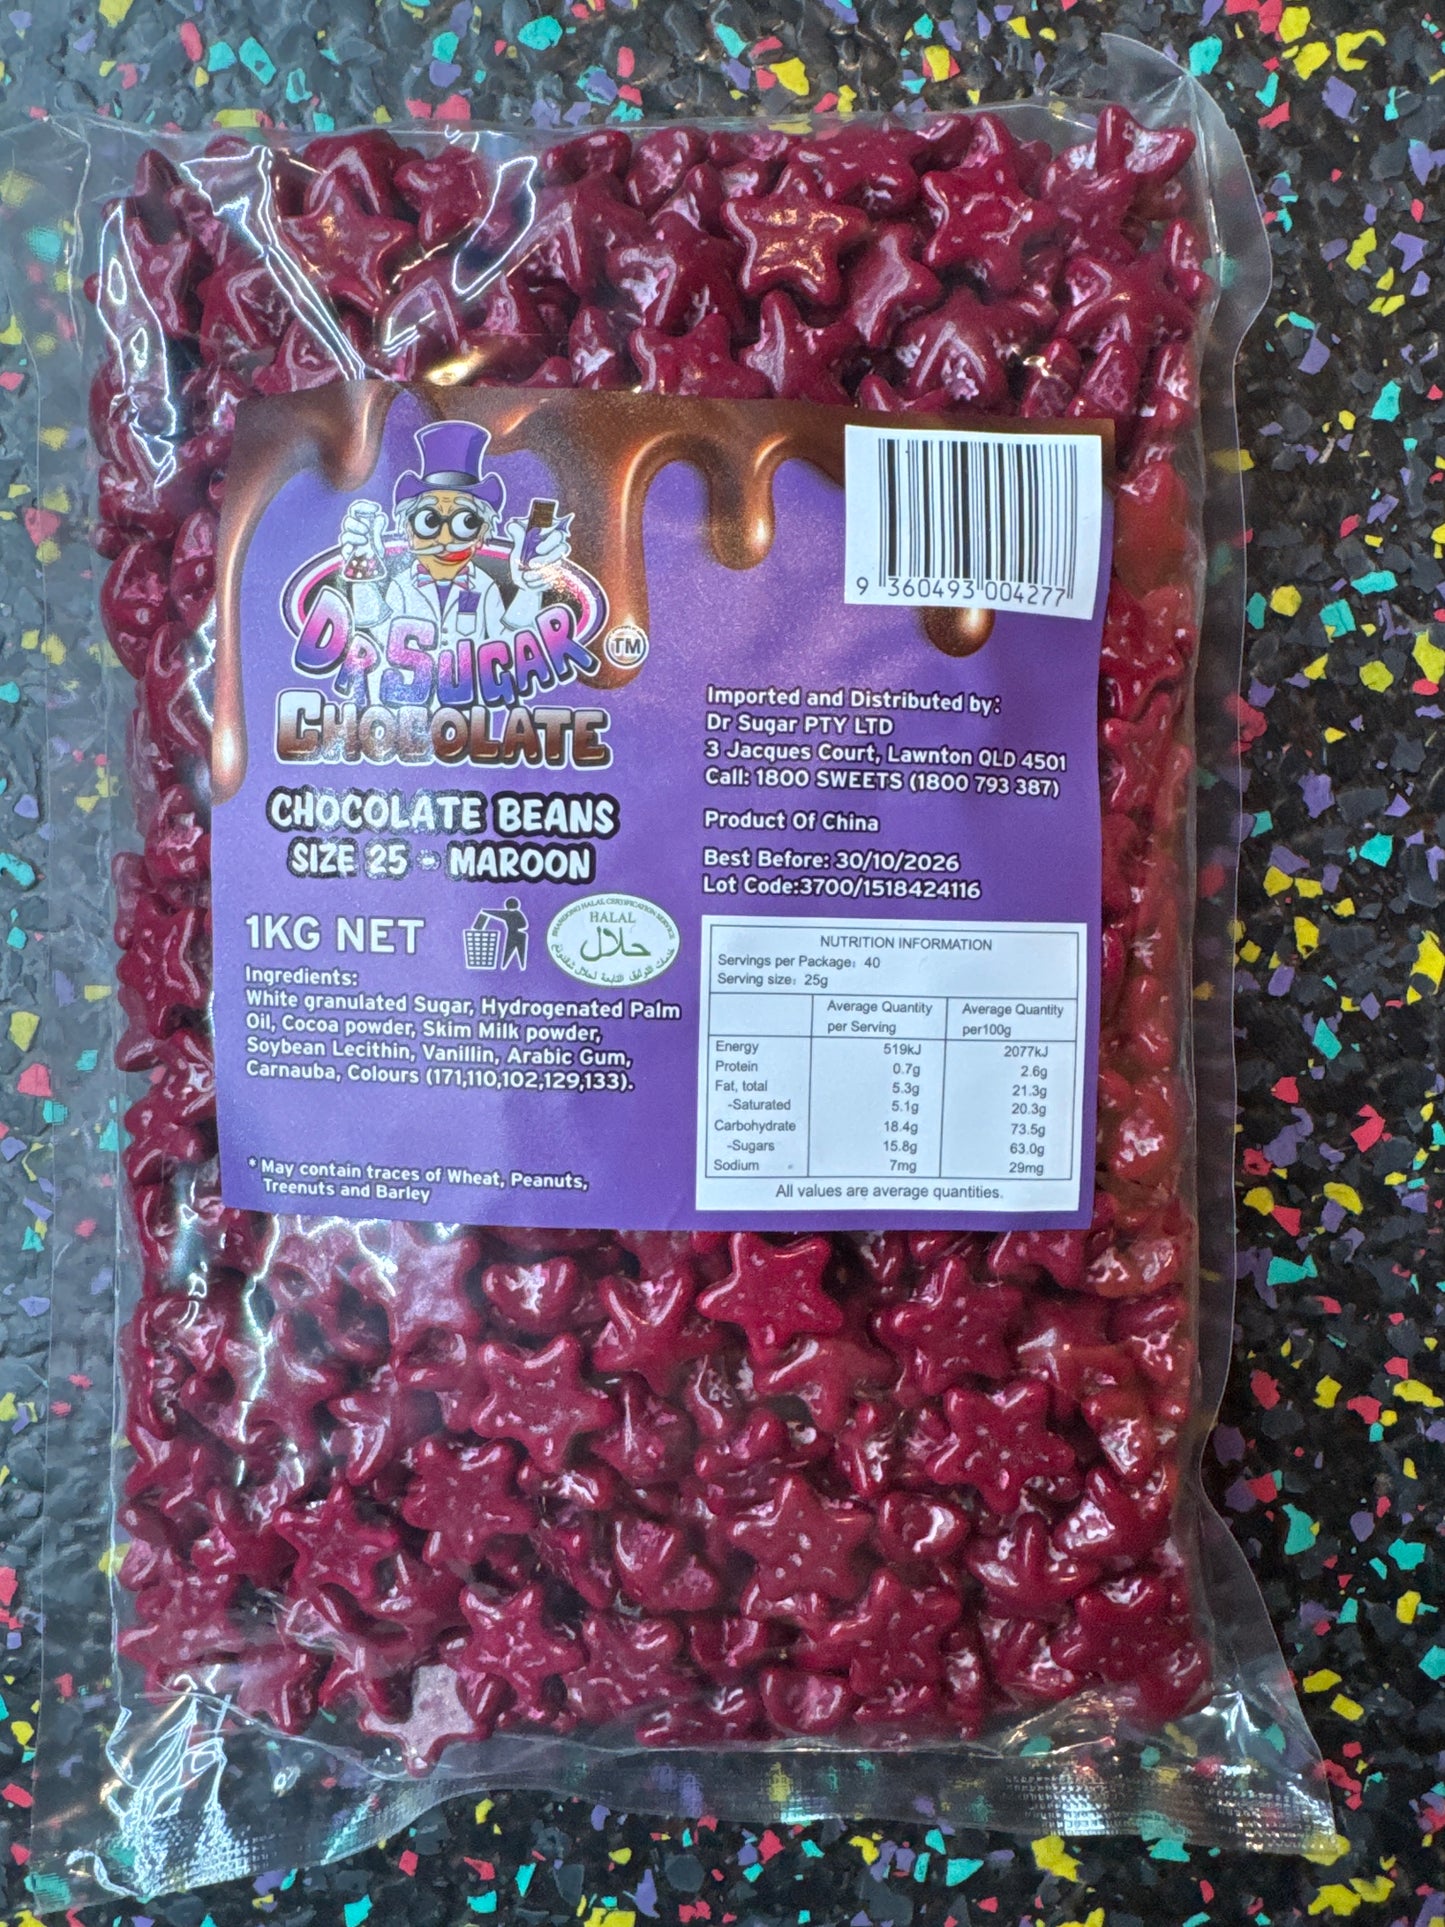 DR SUGAR
TM
CHOCOLATE
CHOCOLATE BEANS
SIZE 25 - MAROON
1KG NET
HALAL
حلال
Ingredients:
White granulated Sugar, Hydrogenated Palm
Oil, Cocoa powder, Skim Milk powder,
Soybean Lecithin, Vanillin, Arabic Gum,
Carnauba, Colours (171,110,102,129,133).
* May contain traces of Wheat, Peanuts,
Treenuts and Barley
9 360493 004277
Imported and Distributed by:
Dr Sugar PTY LTD
3 Jacques Court, Lawnton QLD 4501
Call: 1800 SWEETS (1800 793 387)
Product Of China
Best Before: 30/10/2026
Lot Code:3700/1518424116
NUTRITION INFORMATION
Servings per Package: 40
Serving size: 25g
Average Quantity Average Quantity
per Serving per100g
Energy 519kJ 2077kJ
Protein 0.7g 2.6g
Fat, total 5.3g 21.3g
-Saturated 5.1g 20.3g
Carbohydrate 18.4g 73.5g
-Sugars 15.8g 63.0g
Sodium 7mg 29mg
All values are average quantities.